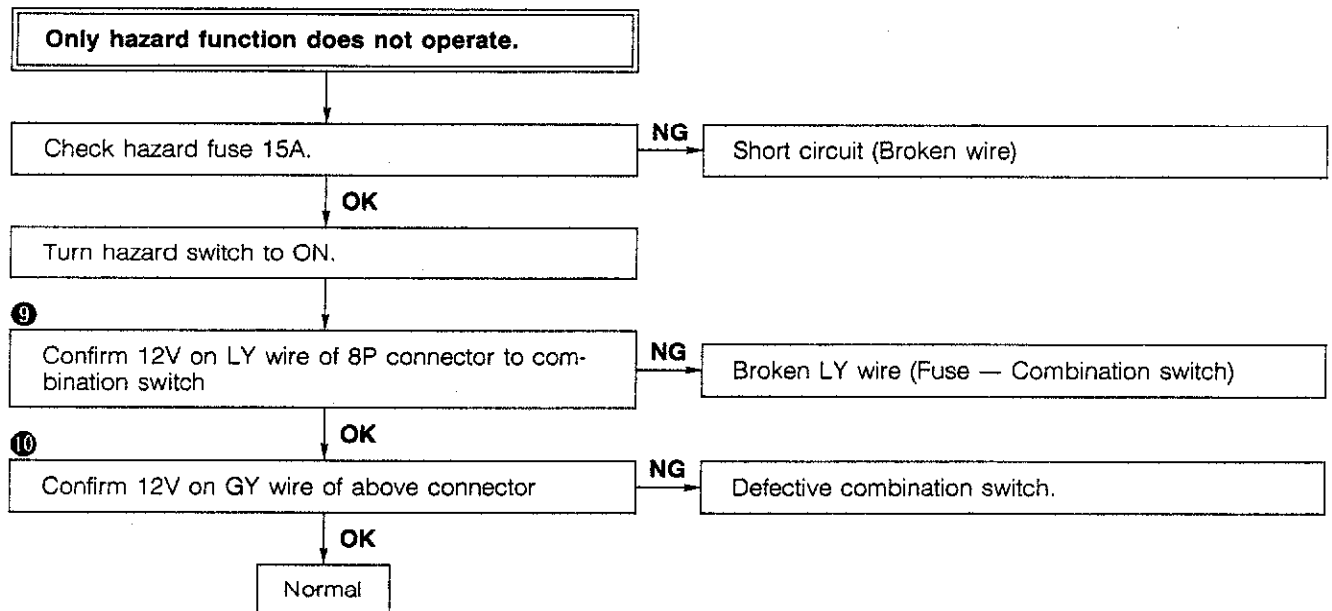 Only hazard function does not operate.
Check hazard fuse 15A.
NG
Short circuit (Broken wire)
OK
Turn hazard switch to ON.
9
Confirm 12V on LY wire of 8P connector to com-
bination switch
NG
Broken LY wire (Fuse — Combination switch)
OK
10
Confirm 12V on GY wire of above connector
NG
Defective combination switch.
OK
Normal